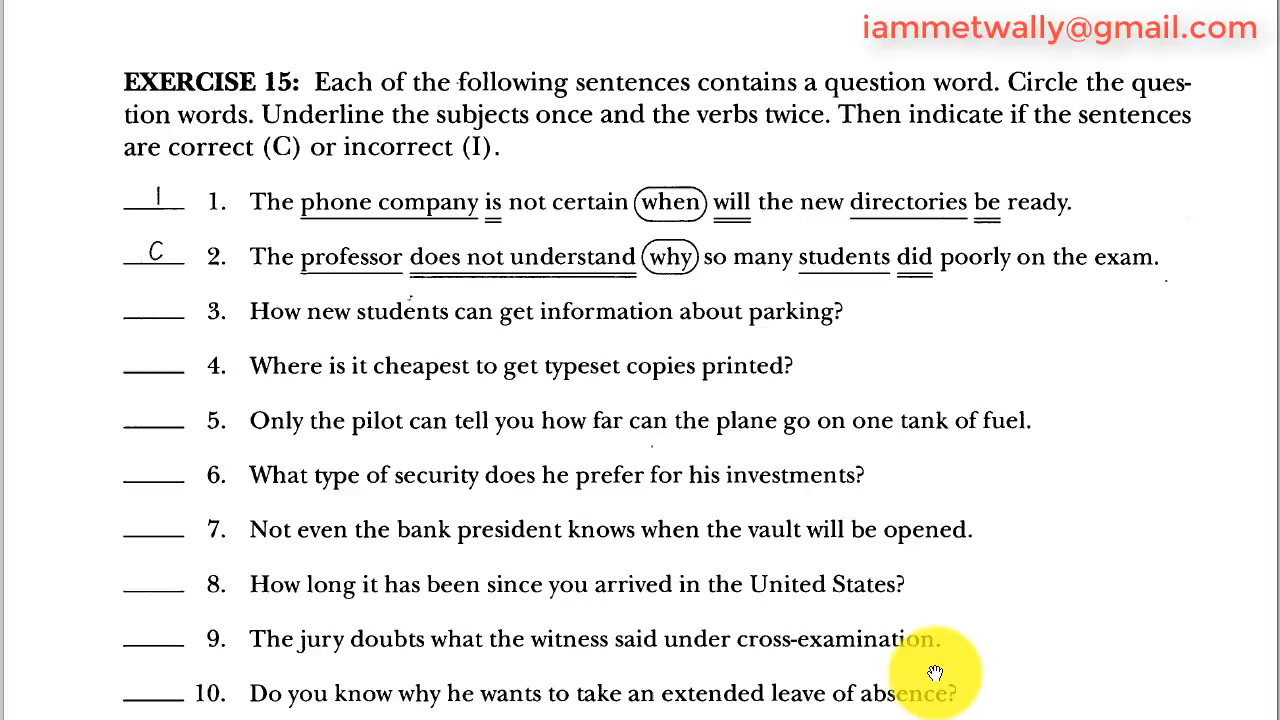 iammetwally@gmail.com
EXERCISE 15: Each of the following sentences contains a question word. Circle the ques-
tion words. Underline the subjects once and the verbs twice. Then indicate if the sentences
are correct (C) or incorrect (I).
I 1. The phone company is not certain when will the new directories be ready.
C 2. The professor does not understand why so many students did poorly on the exam.
3. How new students can get information about parking?
4. Where is it cheapest to get typeset copies printed?
5. Only the pilot can tell you how far can the plane go on one tank of fuel.
6. What type of security does he prefer for his investments?
7. Not even the bank president knows when the vault will be opened.
8. How long it has been since you arrived in the United States?
9. The jury doubts what the witness said under cross-examination.
10. Do you know why he wants to take an extended leave of absence?